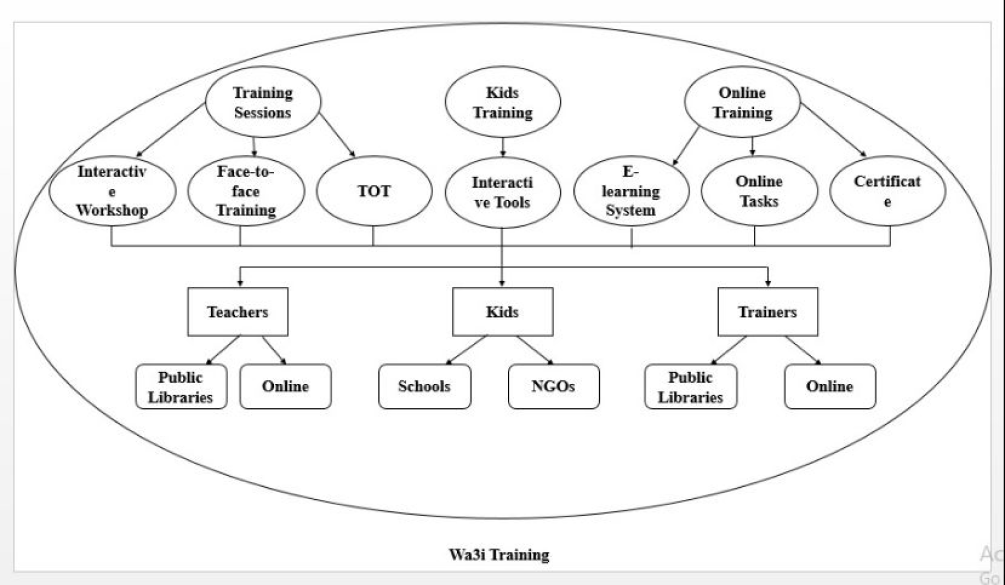 Training
Sessions
Kids
Training
Online
Training
Interactiv
e
Workshop
Face-to-
face
Training
TOT
Interacti
ve Tools
E-
learning
System
Online
Tasks
Certificat
e
Teachers
Kids
Trainers
Public
Libraries
Online
Schools
NGOs
Public
Libraries
Online
Wa3i Training
Ac
Go